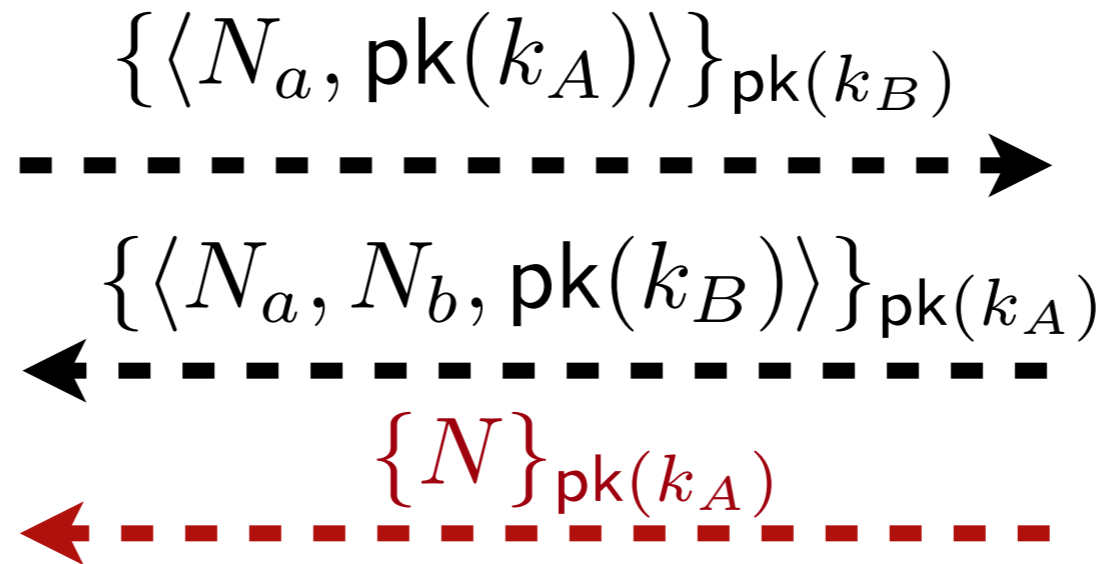 {⟨N_a, pk(k_A)⟩}_pk(k_B)
{⟨N_a, N_b, pk(k_B)⟩}_pk(k_A)
{N}_pk(k_A)